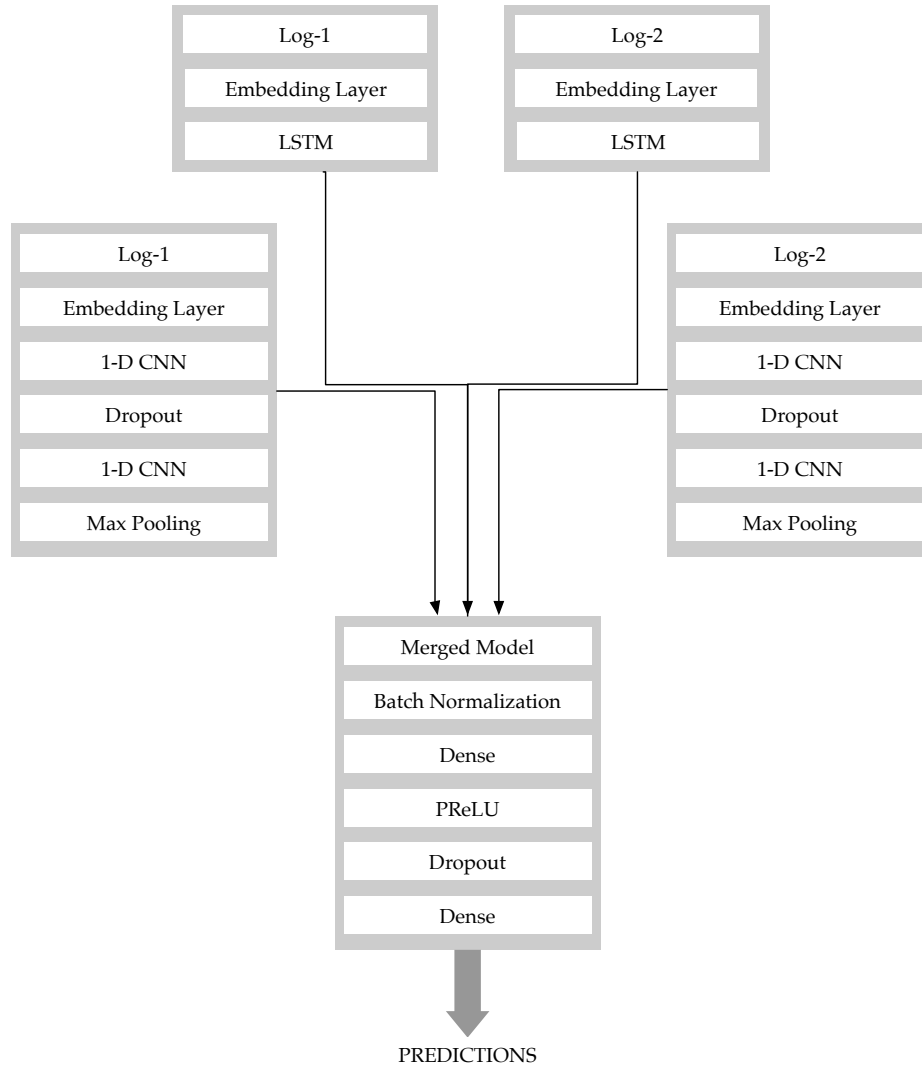 Log-1
Embedding Layer
LSTM
Log-2
Embedding Layer
LSTM
Log-1
Embedding Layer
1-D CNN
Dropout
1-D CNN
Max Pooling
Log-2
Embedding Layer
1-D CNN
Dropout
1-D CNN
Max Pooling
Merged Model
Batch Normalization
Dense
PReLU
Dropout
Dense
PREDICTIONS